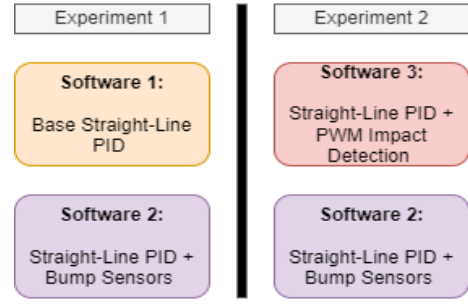 Experiment 1
Software 1:
Base Straight-Line
PID
Software 2:
Straight-Line PID +
Bump Sensors
Experiment 2
Software 3:
Straight-Line PID +
PWM Impact
Detection
Software 2:
Straight-Line PID +
Bump Sensors